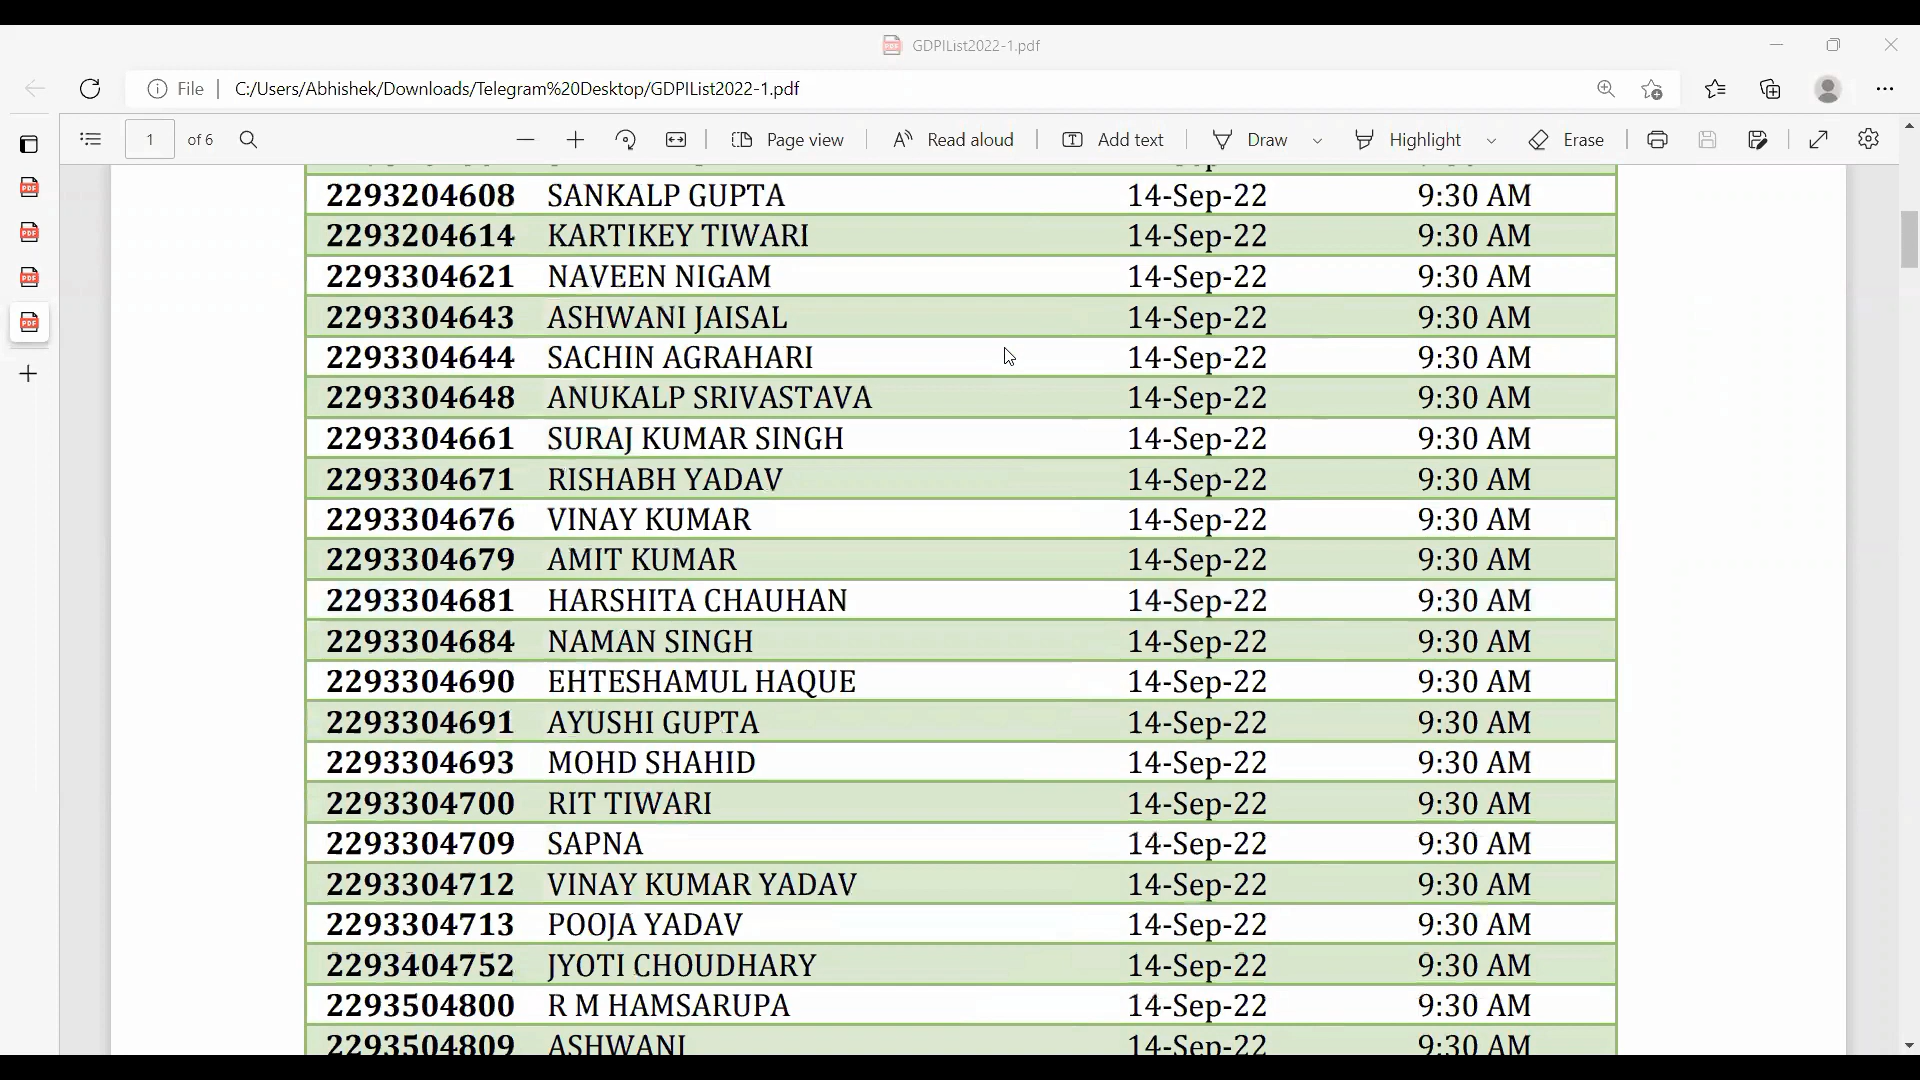 GDPIList2022-1.pdf
File | C:/Users/Abhishek/Downloads/Telegram%20Desktop/GDPIList2022-1.pdf
1 of 6 Page view Read aloud Add text Draw Highlight Erase
2293204608 SANKALP GUPTA 14-Sep-22 9:30 AM
2293204614 KARTIKEY TIWARI 14-Sep-22 9:30 AM
2293304621 NAVEEN NIGAM 14-Sep-22 9:30 AM
2293304643 ASHWANI JAISAL 14-Sep-22 9:30 AM
2293304644 SACHIN AGRAHARI 14-Sep-22 9:30 AM
2293304648 ANUKALP SRIVASTAVA 14-Sep-22 9:30 AM
2293304661 SURAJ KUMAR SINGH 14-Sep-22 9:30 AM
2293304671 RISHABH YADAV 14-Sep-22 9:30 AM
2293304676 VINAY KUMAR 14-Sep-22 9:30 AM
2293304679 AMIT KUMAR 14-Sep-22 9:30 AM
2293304681 HARSHITA CHAUHAN 14-Sep-22 9:30 AM
2293304684 NAMAN SINGH 14-Sep-22 9:30 AM
2293304690 EHTESHAMUL HAQUE 14-Sep-22 9:30 AM
2293304691 AYUSHI GUPTA 14-Sep-22 9:30 AM
2293304693 MOHD SHAHID 14-Sep-22 9:30 AM
2293304700 RIT TIWARI 14-Sep-22 9:30 AM
2293304709 SAPNA 14-Sep-22 9:30 AM
2293304712 VINAY KUMAR YADAV 14-Sep-22 9:30 AM
2293304713 POOJA YADAV 14-Sep-22 9:30 AM
2293404752 JYOTI CHOUDHARY 14-Sep-22 9:30 AM
2293504800 R M HAMSARUPA 14-Sep-22 9:30 AM
2293504809 ASHWANI 14-Sep-22 9:30 AM